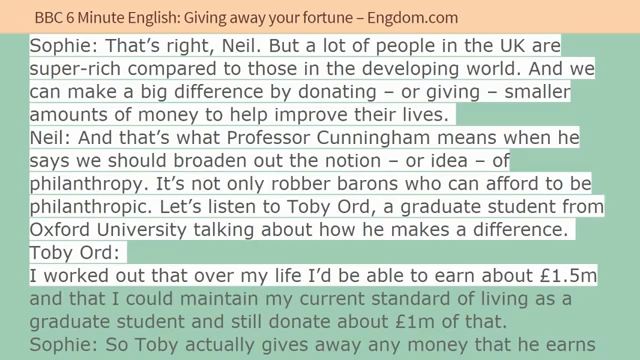 BBC 6 Minute English: Giving away your fortune – Engdom.com
Sophie: That's right, Neil. But a lot of people in the UK are
super-rich compared to those in the developing world. And we
can make a big difference by donating – or giving – smaller
amounts of money to help improve their lives.
Neil: And that's what Professor Cunningham means when he
says we should broaden out the notion – or idea – of
philanthropy. It's not only robber barons who can afford to be
philanthropic. Let's listen to Toby Ord, a graduate student from
Oxford University talking about how he makes a difference.
Toby Ord:
I worked out that over my life I'd be able to earn about £1.5m
and that I could maintain my current standard of living as a
graduate student and still donate about £1m of that.
Sophie: So Toby actually gives away any money that he earns